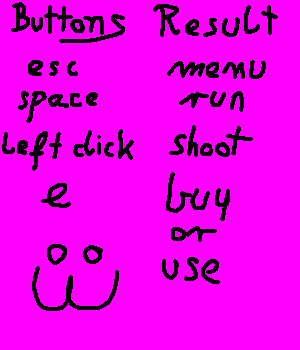 Buttons Result
esc menu
space run
Left click shoot
e buy
or
use